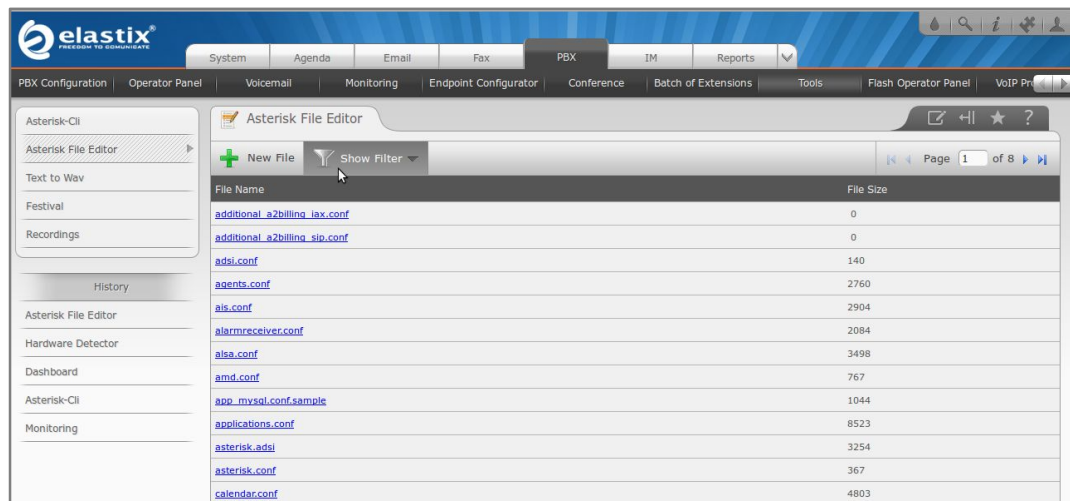 elastix®
FREEDOM TO COMUNICATE
System Agenda Email Fax PBX IM Reports
PBX Configuration Operator Panel Voicemail Monitoring Endpoint Configurator Conference Batch of Extensions Tools Flash Operator Panel VoIP Pr
Asterisk-Cli
Asterisk File Editor
Text to Wav
Festival
Recordings
History
Asterisk File Editor
Hardware Detector
Dashboard
Asterisk-Cli
Monitoring
Asterisk File Editor
New File Show Filter Page 1 of 8
File Name File Size
additional_a2billing_iax.conf 0
additional_a2billing_sip.conf 0
adsi.conf 140
agents.conf 2760
ais.conf 2904
alarmreceiver.conf 2084
alsa.conf 3498
amd.conf 767
app_mysql.conf.sample 1044
applications.conf 8523
asterisk.adsi 3254
asterisk.conf 367
calendar.conf 4803